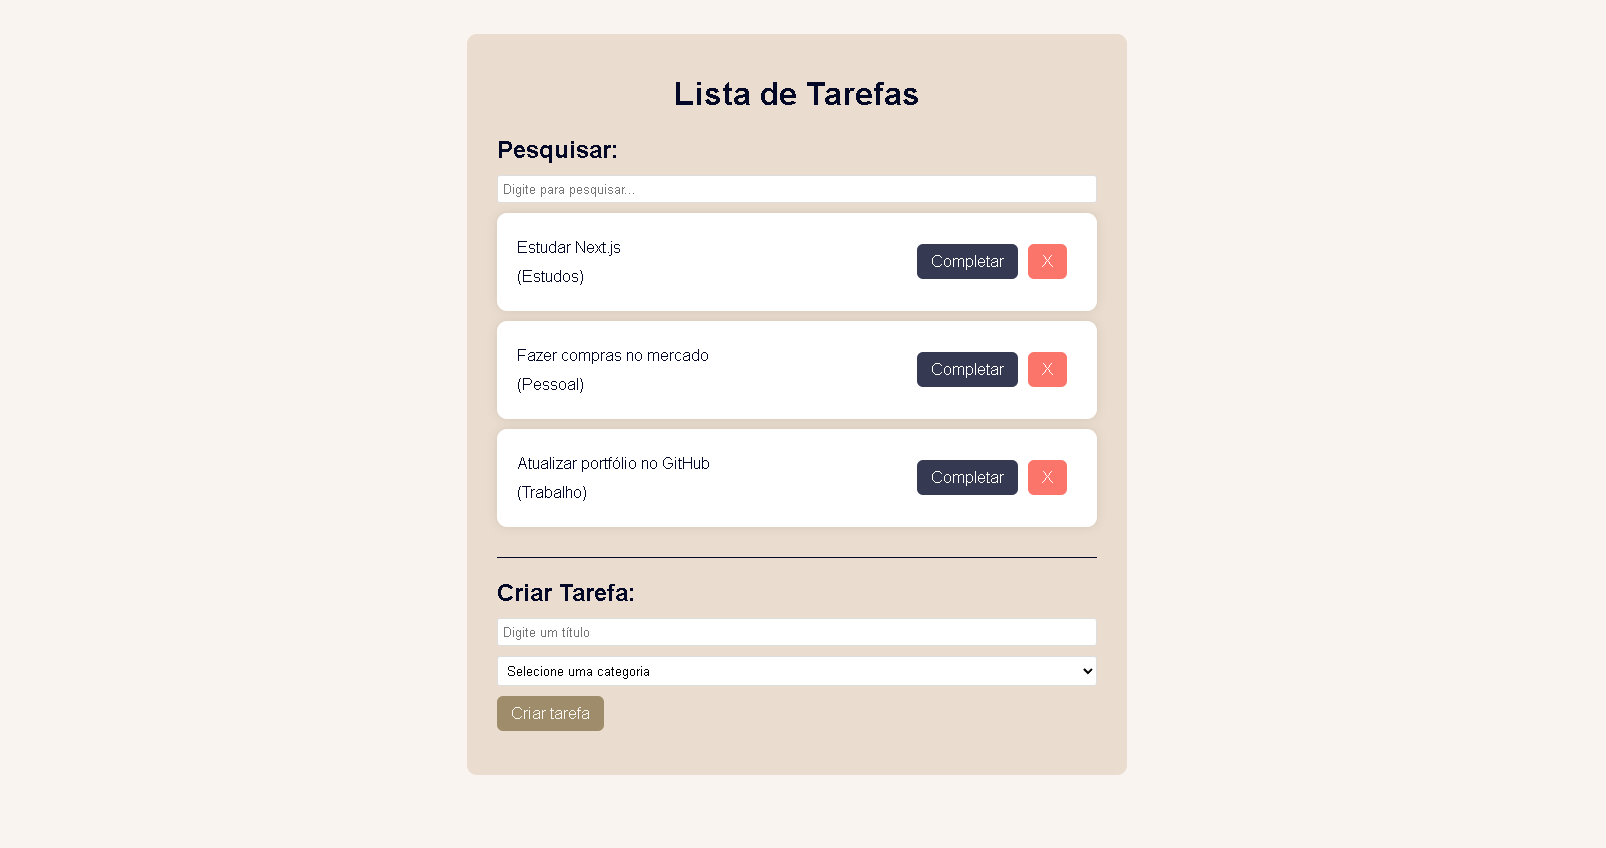 Lista de Tarefas
Pesquisar:
Digite para pesquisar...
Estudar Next.js
(Estudos)
Completar X
Fazer compras no mercado
(Pessoal)
Completar X
Atualizar portfólio no GitHub
(Trabalho)
Completar X
Criar Tarefa:
Digite um título
Selecione uma categoria
Criar tarefa